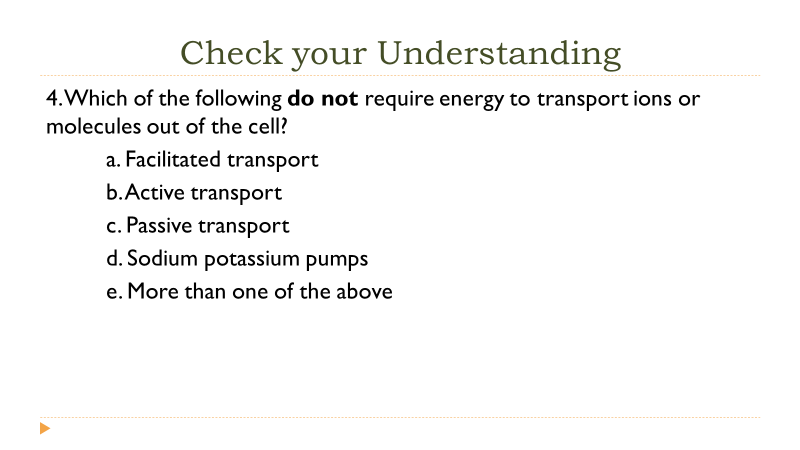 Check your Understanding
4. Which of the following do not require energy to transport ions or
molecules out of the cell?
a. Facilitated transport
b. Active transport
c. Passive transport
d. Sodium potassium pumps
e. More than one of the above